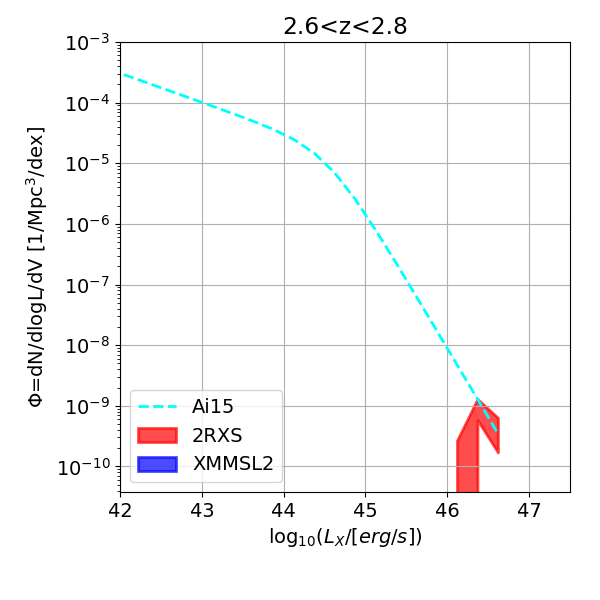 2.6<z<2.8
Φ=dN/dlogL/dV [1/Mpc³/dex]
10⁻³
10⁻⁴
10⁻⁵
10⁻⁶
10⁻⁷
10⁻⁸
10⁻⁹
10⁻¹⁰
Ai15
2RXS
XMMSL2
42 43 44 45 46 47
log₁₀(L_X/[erg/s])